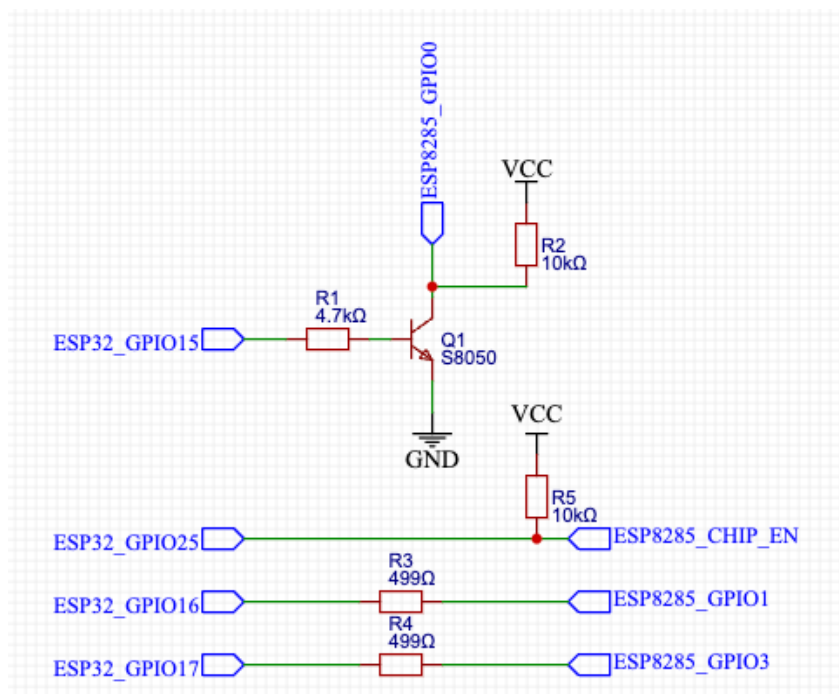 ESP8285_GPIO0
VCC
R2
10kΩ
R1
4.7kΩ
ESP32_GPIO15
Q1
S8050
GND
VCC
R5
10kΩ
ESP32_GPIO25
ESP8285_CHIP_EN
R3
499Ω
ESP32_GPIO16
ESP8285_GPIO1
R4
499Ω
ESP32_GPIO17
ESP8285_GPIO3